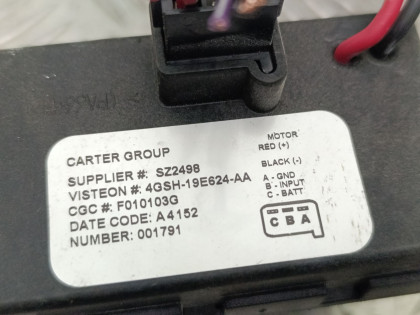 CARTER GROUP
SUPPLIER #: SZ2498
VISTEON #: 4GSH-19E624-AA
CGC #: F010103G
DATE CODE: A4152
NUMBER: 001791
MOTOR
RED (+)
BLACK (-)
A - GND
B - INPUT
C - BATT
C B A